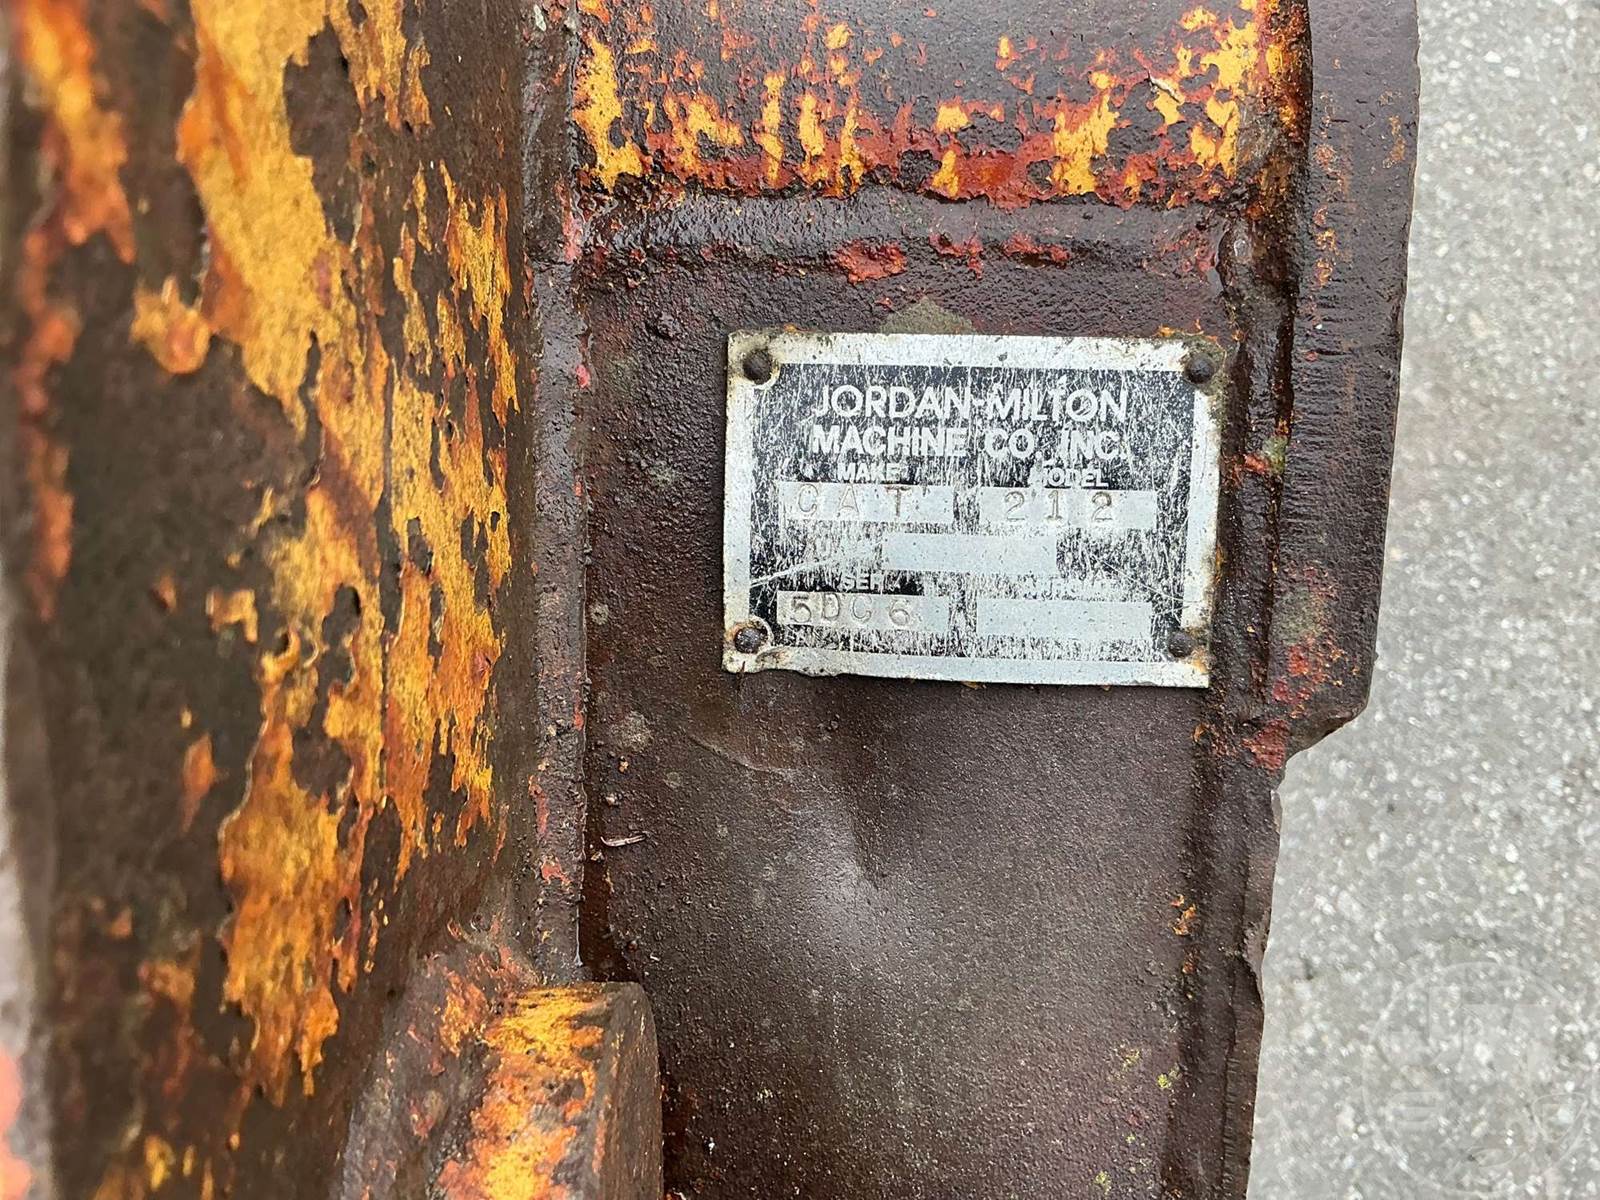 JORDAN-MILTON
MACHINE CO. INC.
MAKE MODEL
CAT 212
SER.
5DC6